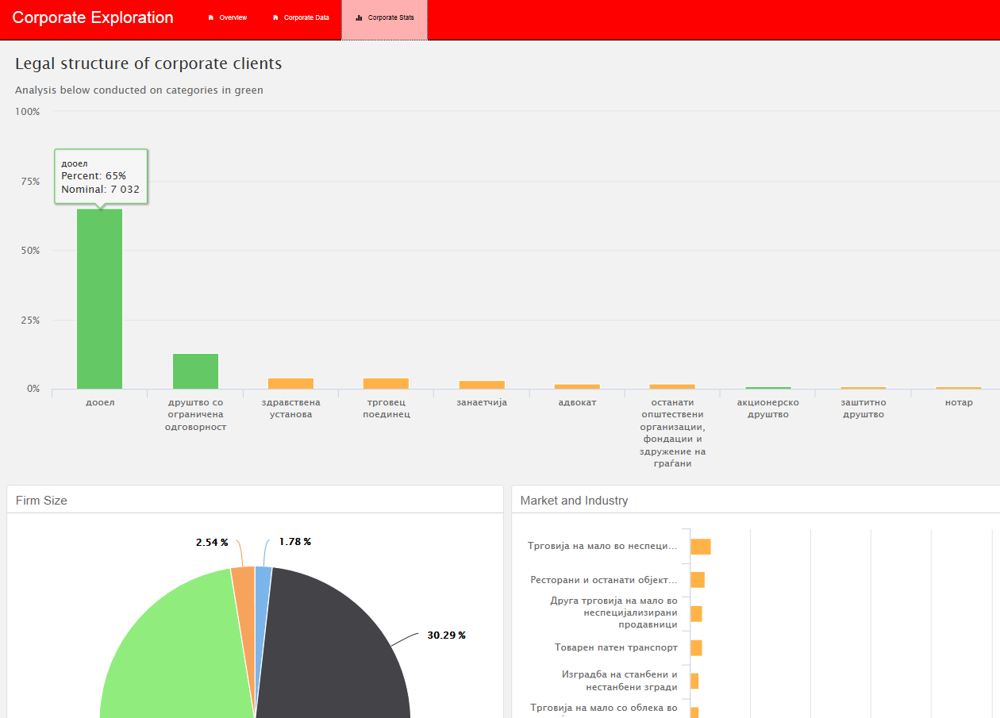 Corporate Exploration
Overview
Corporate Data
Corporate Stats
Legal structure of corporate clients
Analysis below conducted on categories in green
100%
75%
50%
25%
0%
дооел
Percent: 65%
Nominal: 7 032
дооел
друштво со
ограничена
одговорност
здравствена
установа
трговец
поединец
занаетчија
адвокат
останати
општествени
организации,
фондации и
здружение на
граѓани
акционерско
друштво
заштитно
друштво
нотар
Firm Size
2.54 %
1.78 %
30.29 %
Market and Industry
Трговија на мало во неспеци...
Ресторани и останати објект...
Друга трговија на мало во
неспецијализирани
продавници
Товарен патен транспорт
Изградба на станбени и
нестанбени згради
Трговија на мало со облека во